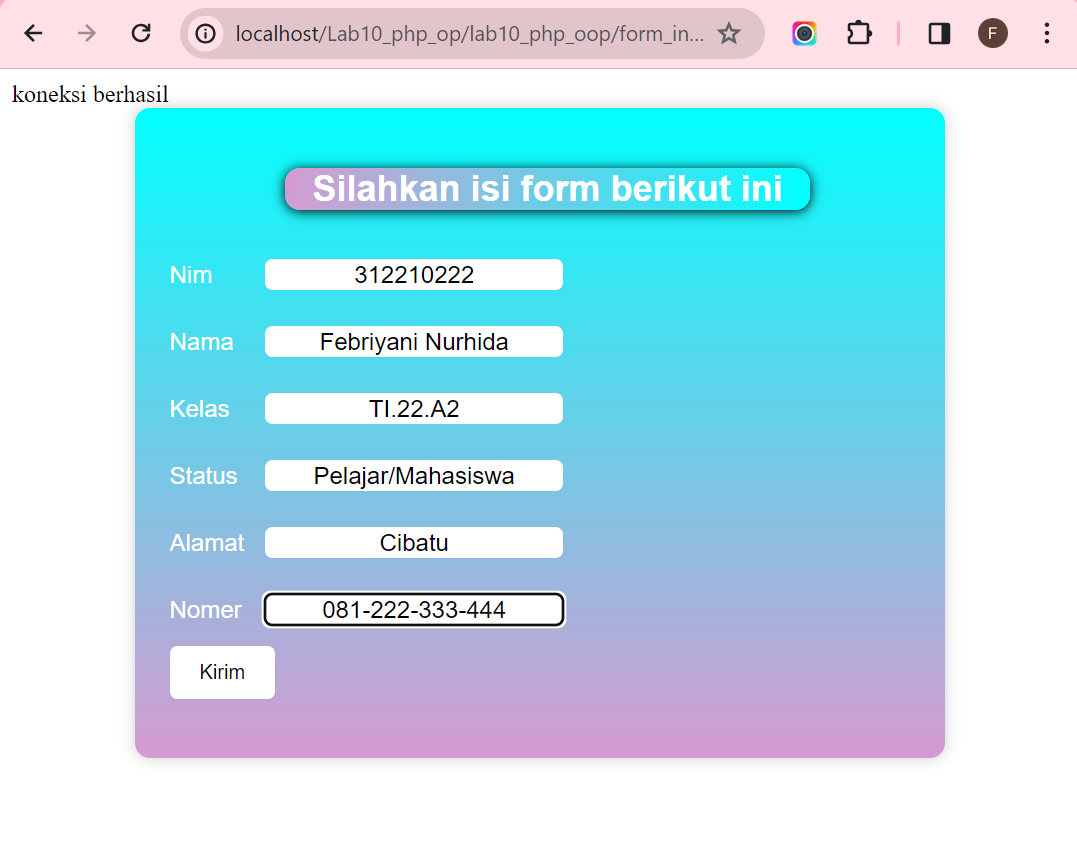 localhost/Lab10_php_op/lab10_php_oop/form_in...
F
koneksi berhasil
Silahkan isi form berikut ini
Nim 312210222
Nama Febriyani Nurhida
Kelas TI.22.A2
Status Pelajar/Mahasiswa
Alamat Cibatu
Nomer 081-222-333-444
Kirim